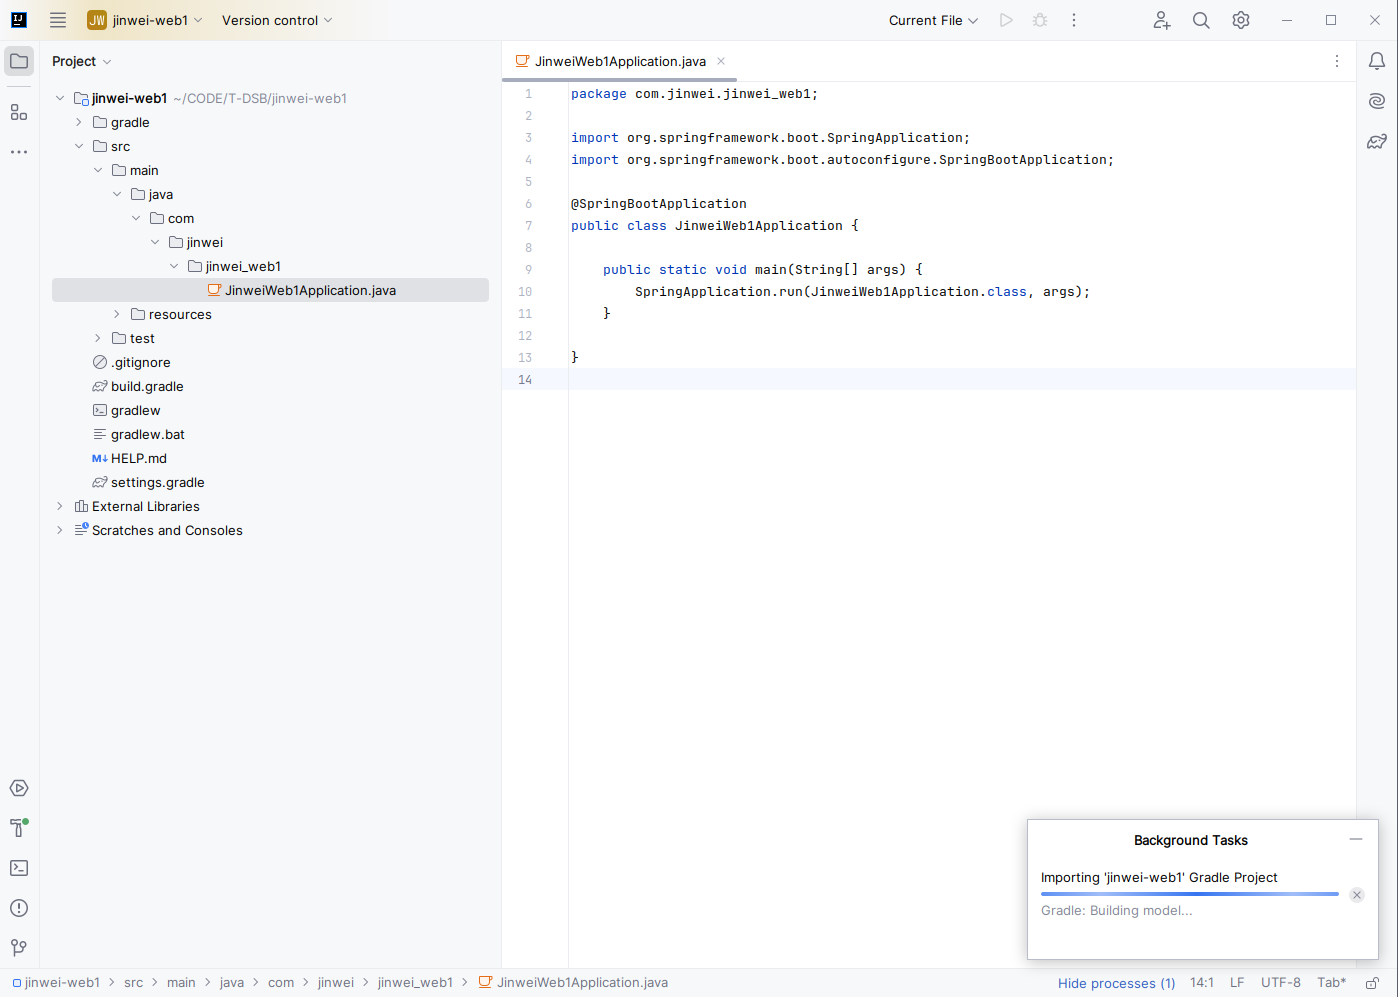 JW jinwei-web1 Version control Current File
Project
JinweiWeb1Application.java
jinwei-web1 ~/CODE/T-DSB/jinwei-web1
gradle
src
main
java
com
jinwei
jinwei_web1
JinweiWeb1Application.java
resources
test
.gitignore
build.gradle
gradlew
gradlew.bat
HELP.md
settings.gradle
External Libraries
Scratches and Consoles
1 package com.jinwei.jinwei_web1;
2
3 import org.springframework.boot.SpringApplication;
4 import org.springframework.boot.autoconfigure.SpringBootApplication;
5
6 @SpringBootApplication
7 public class JinweiWeb1Application {
8
9 public static void main(String[] args) {
10 SpringApplication.run(JinweiWeb1Application.class, args);
11 }
12
13 }
14
Background Tasks
Importing 'jinwei-web1' Gradle Project
Gradle: Building model...
jinwei-web1 > src > main > java > com > jinwei > jinwei_web1 > JinweiWeb1Application.java
Hide processes (1) 14:1 LF UTF-8 Tab*